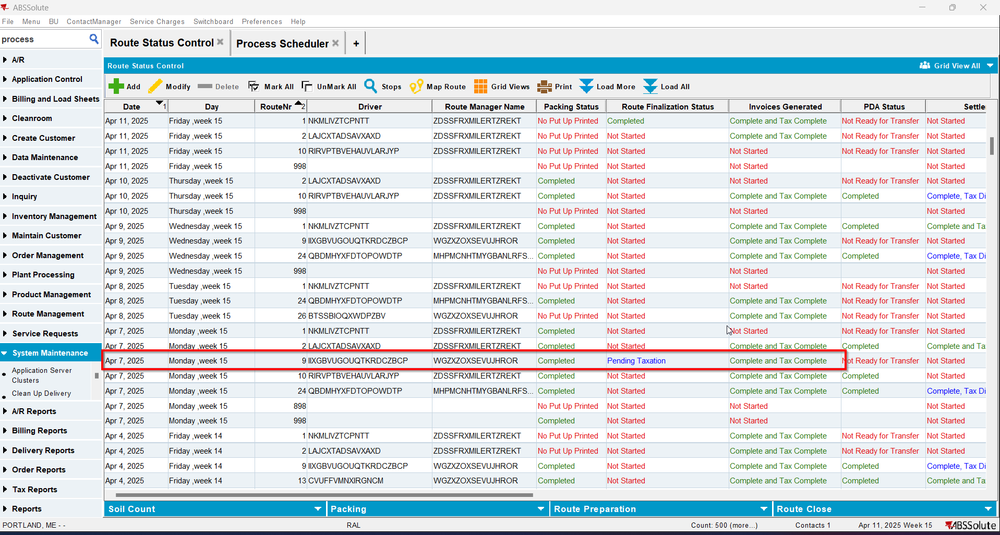 ABSSolute
File Menu BU ContactManager Service Charges Switchboard Preferences Help
process
Route Status Control Process Scheduler +
Route Status Control Grid View All
Add Modify Delete Mark All UnMark All Stops Map Route Grid Views Print Load More Load All
A/R
Application Control
Billing and Load Sheets
Cleanroom
Create Customer
Data Maintenance
Deactivate Customer
Inquiry
Inventory Management
Maintain Customer
Order Management
Plant Processing
Product Management
Route Management
Service Requests
System Maintenance
Application Server
Clusters
Clean Up Delivery
A/R Reports
Billing Reports
Delivery Reports
Order Reports
Tax Reports
Reports
Date 1 Day RouteNr 2 Driver Route Manager Name Packing Status Route Finalization Status Invoices Generated PDA Status Settle
Apr 11, 2025 Friday ,week 15 1 NKMLIVZTCPNTT ZDSSFRXMILERTZREKT No Put Up Printed Completed Complete and Tax Complete Not Ready for Transfer Not Started
Apr 11, 2025 Friday ,week 15 2 LAJCXTADSAVXAXD ZDSSFRXMILERTZREKT No Put Up Printed Not Started Complete and Tax Complete Not Ready for Transfer Not Started
Apr 11, 2025 Friday ,week 15 10 RIRVPTBVEHAUVLARJYP ZDSSFRXMILERTZREKT No Put Up Printed Not Started Not Started Not Ready for Transfer Not Started
Apr 11, 2025 Friday ,week 15 998 No Put Up Printed Not Started Not Started Not Started
Apr 10, 2025 Thursday ,week 15 2 LAJCXTADSAVXAXD ZDSSFRXMILERTZREKT Completed Not Started Not Started Not Ready for Transfer Not Started
Apr 10, 2025 Thursday ,week 15 10 RIRVPTBVEHAUVLARJYP ZDSSFRXMILERTZREKT Completed Not Started Complete and Tax Complete Completed Complete, Tax Di
Apr 10, 2025 Thursday ,week 15 998 No Put Up Printed Not Started Not Started Not Started
Apr 9, 2025 Wednesday ,week 15 1 NKMLIVZTCPNTT ZDSSFRXMILERTZREKT Completed Not Started Complete and Tax Complete Completed Complete and Ta
Apr 9, 2025 Wednesday ,week 15 9 IIXGBVUGOUQTKRDCZBCP WGZXZOXSEVUJHROR Completed Not Started Complete and Tax Complete Not Ready for Transfer Not Started
Apr 9, 2025 Wednesday ,week 15 24 QBDMHYXFDTOPOWDTP MHPMCNHTMYGBANLRFS... Completed Not Started Complete and Tax Complete Completed Complete, Tax Di
Apr 9, 2025 Wednesday ,week 15 998 No Put Up Printed Not Started Not Started Not Started
Apr 8, 2025 Tuesday ,week 15 1 NKMLIVZTCPNTT ZDSSFRXMILERTZREKT No Put Up Printed Not Started Not Started Not Ready for Transfer Not Started
Apr 8, 2025 Tuesday ,week 15 24 QBDMHYXFDTOPOWDTP MHPMCNHTMYGBANLRFS... Completed Not Started Complete and Tax Complete Not Ready for Transfer Not Started
Apr 8, 2025 Tuesday ,week 15 26 BTSSBIOQXWDPZBV WGZXZOXSEVUJHROR No Put Up Printed Not Started Complete and Tax Complete Not Ready for Transfer Not Started
Apr 7, 2025 Monday ,week 15 1 NKMLIVZTCPNTT ZDSSFRXMILERTZREKT Completed Not Started Not Started Not Ready for Transfer Not Started
Apr 7, 2025 Monday ,week 15 2 LAJCXTADSAVXAXD ZDSSFRXMILERTZREKT Completed Not Started Complete and Tax Complete Completed Complete and Ta
Apr 7, 2025 Monday ,week 15 9 IIXGBVUGOUQTKRDCZBCP WGZXZOXSEVUJHROR Completed Pending Taxation Complete and Tax Complete Not Ready for Transfer Not Started
Apr 7, 2025 Monday ,week 15 10 RIRVPTBVEHAUVLARJYP ZDSSFRXMILERTZREKT Completed Not Started Complete and Tax Complete Completed Not Started
Apr 7, 2025 Monday ,week 15 24 QBDMHYXFDTOPOWDTP MHPMCNHTMYGBANLRFS... Completed Not Started Complete and Tax Complete Completed Complete, Tax Di
Apr 7, 2025 Monday ,week 15 898 No Put Up Printed Not Started Not Started Not Started
Apr 7, 2025 Monday ,week 15 998 Completed Not Started Not Started Not Started
Apr 4, 2025 Friday ,week 14 1 NKMLIVZTCPNTT ZDSSFRXMILERTZREKT No Put Up Printed Not Started Complete and Tax Complete Not Ready for Transfer Not Started
Apr 4, 2025 Friday ,week 14 2 LAJCXTADSAVXAXD ZDSSFRXMILERTZREKT No Put Up Printed Not Started Complete and Tax Complete Not Ready for Transfer Not Started
Apr 4, 2025 Friday ,week 14 9 IIXGBVUGOUQTKRDCZBCP WGZXZOXSEVUJHROR Completed Not Started Complete and Tax Complete Completed Complete, Tax Di
Apr 4, 2025 Friday ,week 14 13 CVUFFVMNXIRGNCM WGZXZOXSEVUJHROR Completed Not Started Complete and Tax Complete Completed Complete and Ta
Soil Count Packing Route Preparation Route Close
PORTLAND, ME - - RAL Count: 500 (more...) Contacts 1 Apr 11, 2025 Week 15 ABSSolute